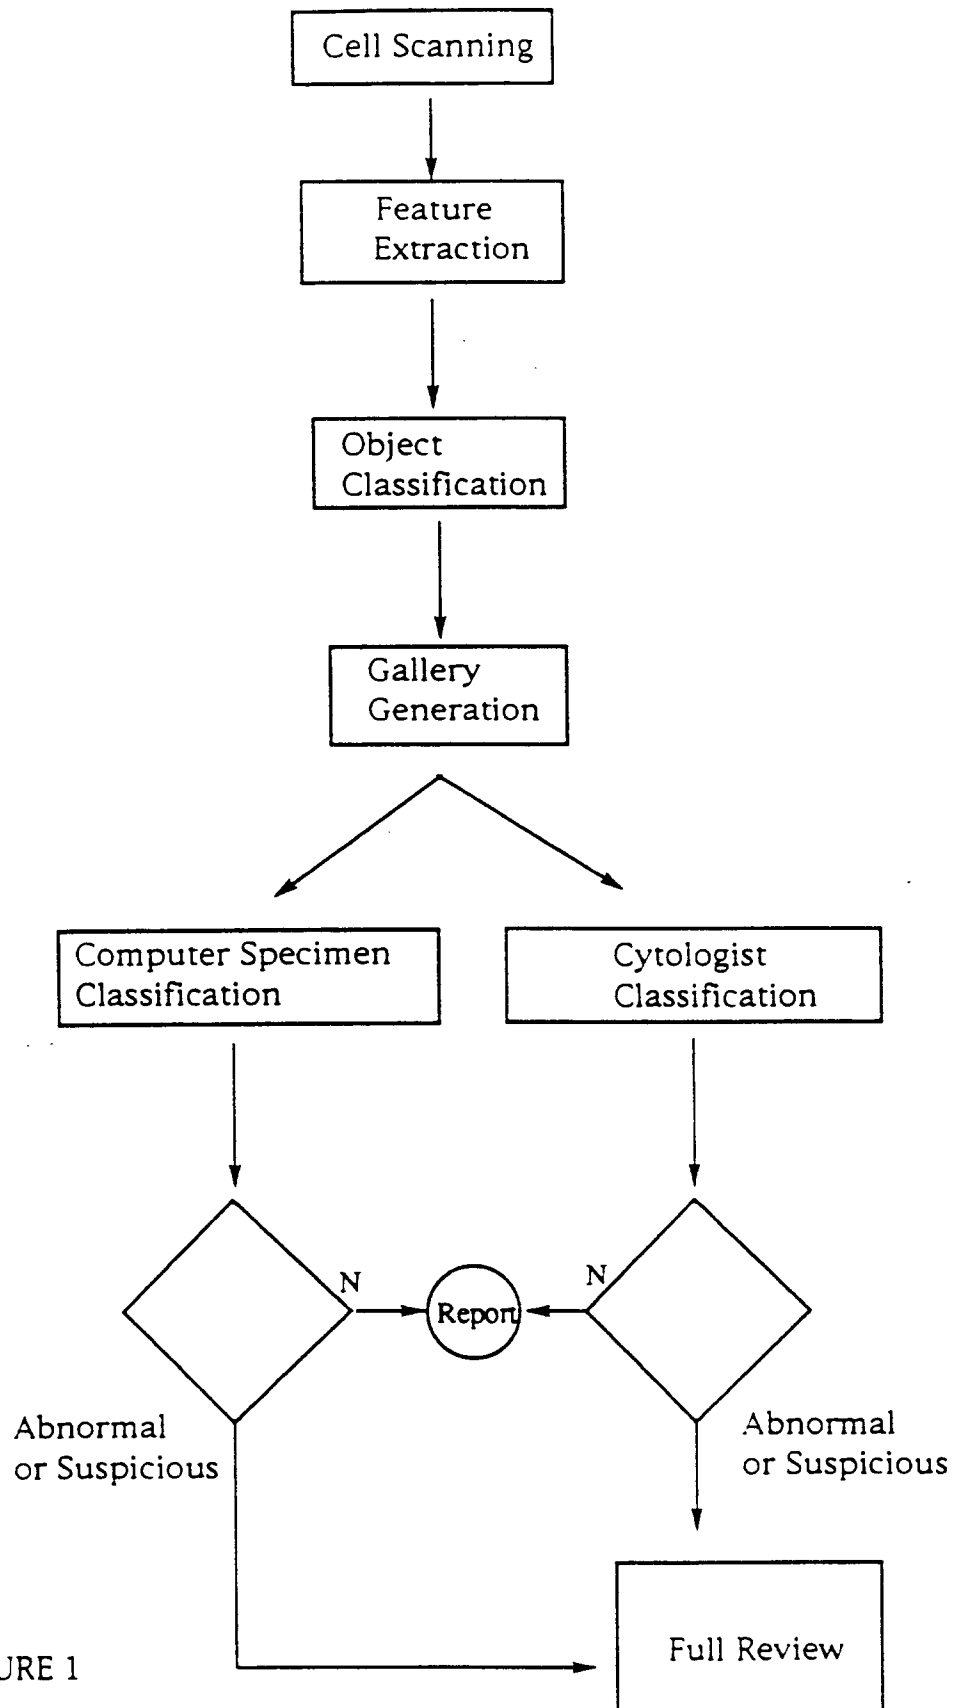 Cell Scanning
Feature
Extraction
Object
Classification
Gallery
Generation
Computer Specimen
Classification
Cytologist
Classification
N
Report
N
Abnormal
or Suspicious
Abnormal
or Suspicious
Full Review
URE 1